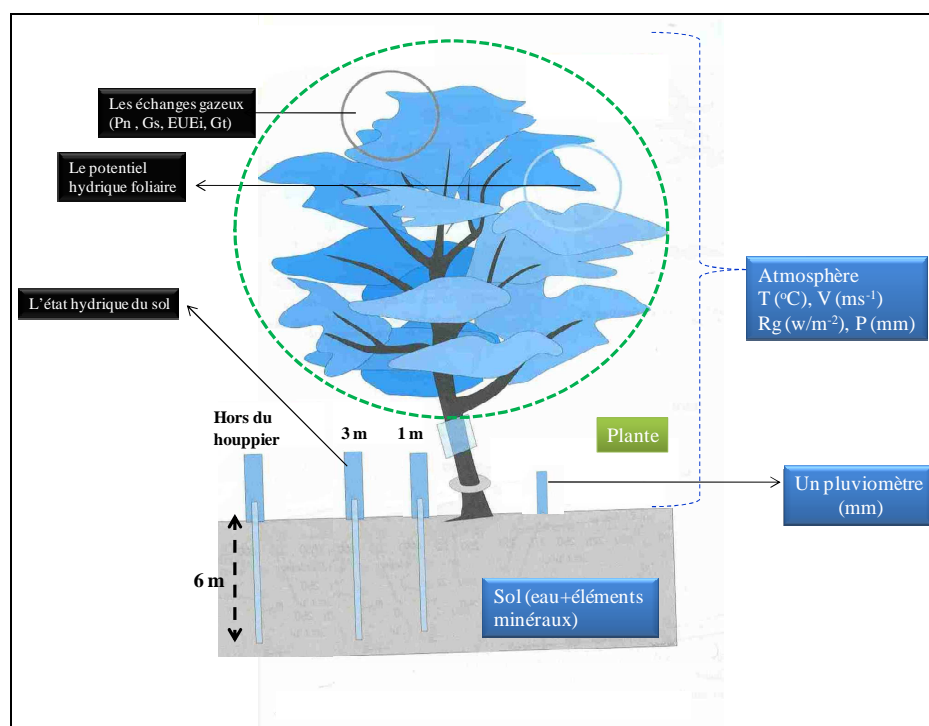 Les échanges gazeux
(Pn , Gs, EUEi, Gt)
Le potentiel
hydrique foliaire
L'état hydrique du sol
Atmosphère
T (°C), V (ms⁻¹)
Rg (w/m⁻²), P (mm)
Hors du
houppier
3 m
1 m
Plante
Un pluviomètre
(mm)
6 m
Sol (eau+éléments
minéraux)